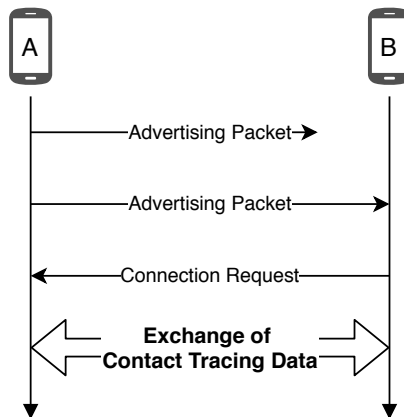 A
B
Advertising Packet
Advertising Packet
Connection Request
Exchange of
Contact Tracing Data